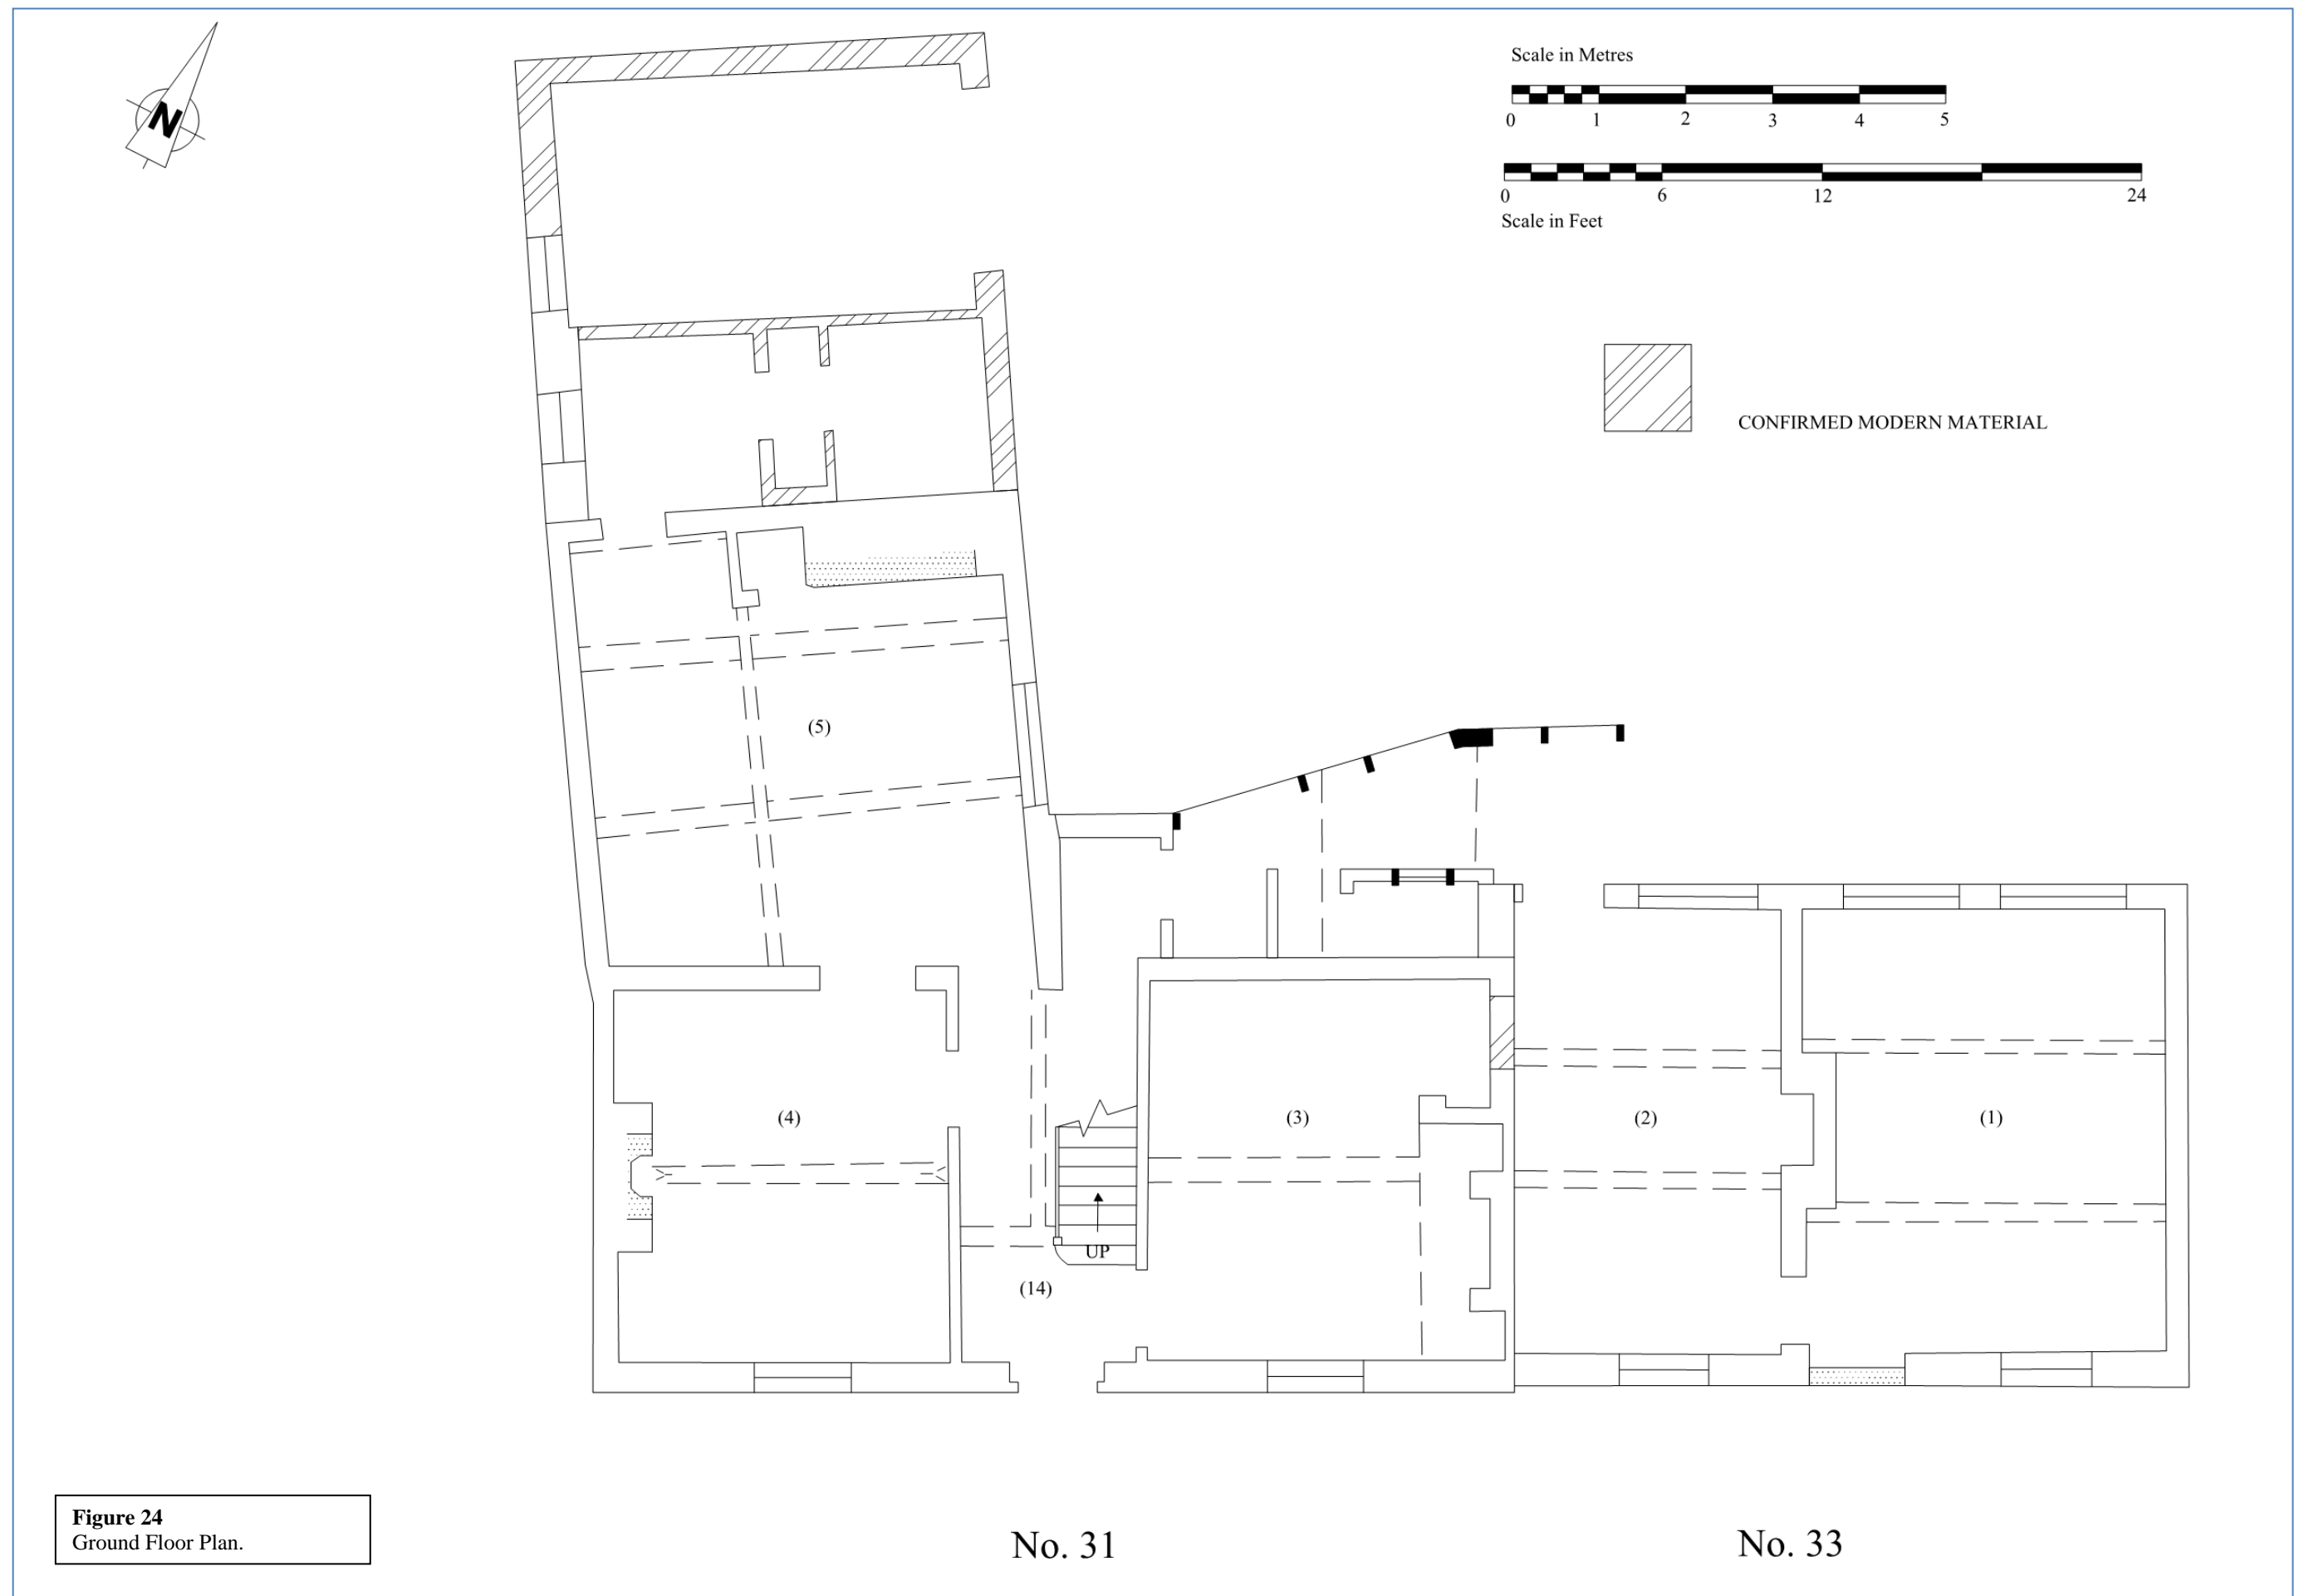 N
Scale in Metres
0 1 2 3 4 5
0 6 12 24
Scale in Feet
CONFIRMED MODERN MATERIAL
(5)
(4)
(3)
(2)
(1)
UP
(14)
Figure 24
Ground Floor Plan.
No. 31
No. 33